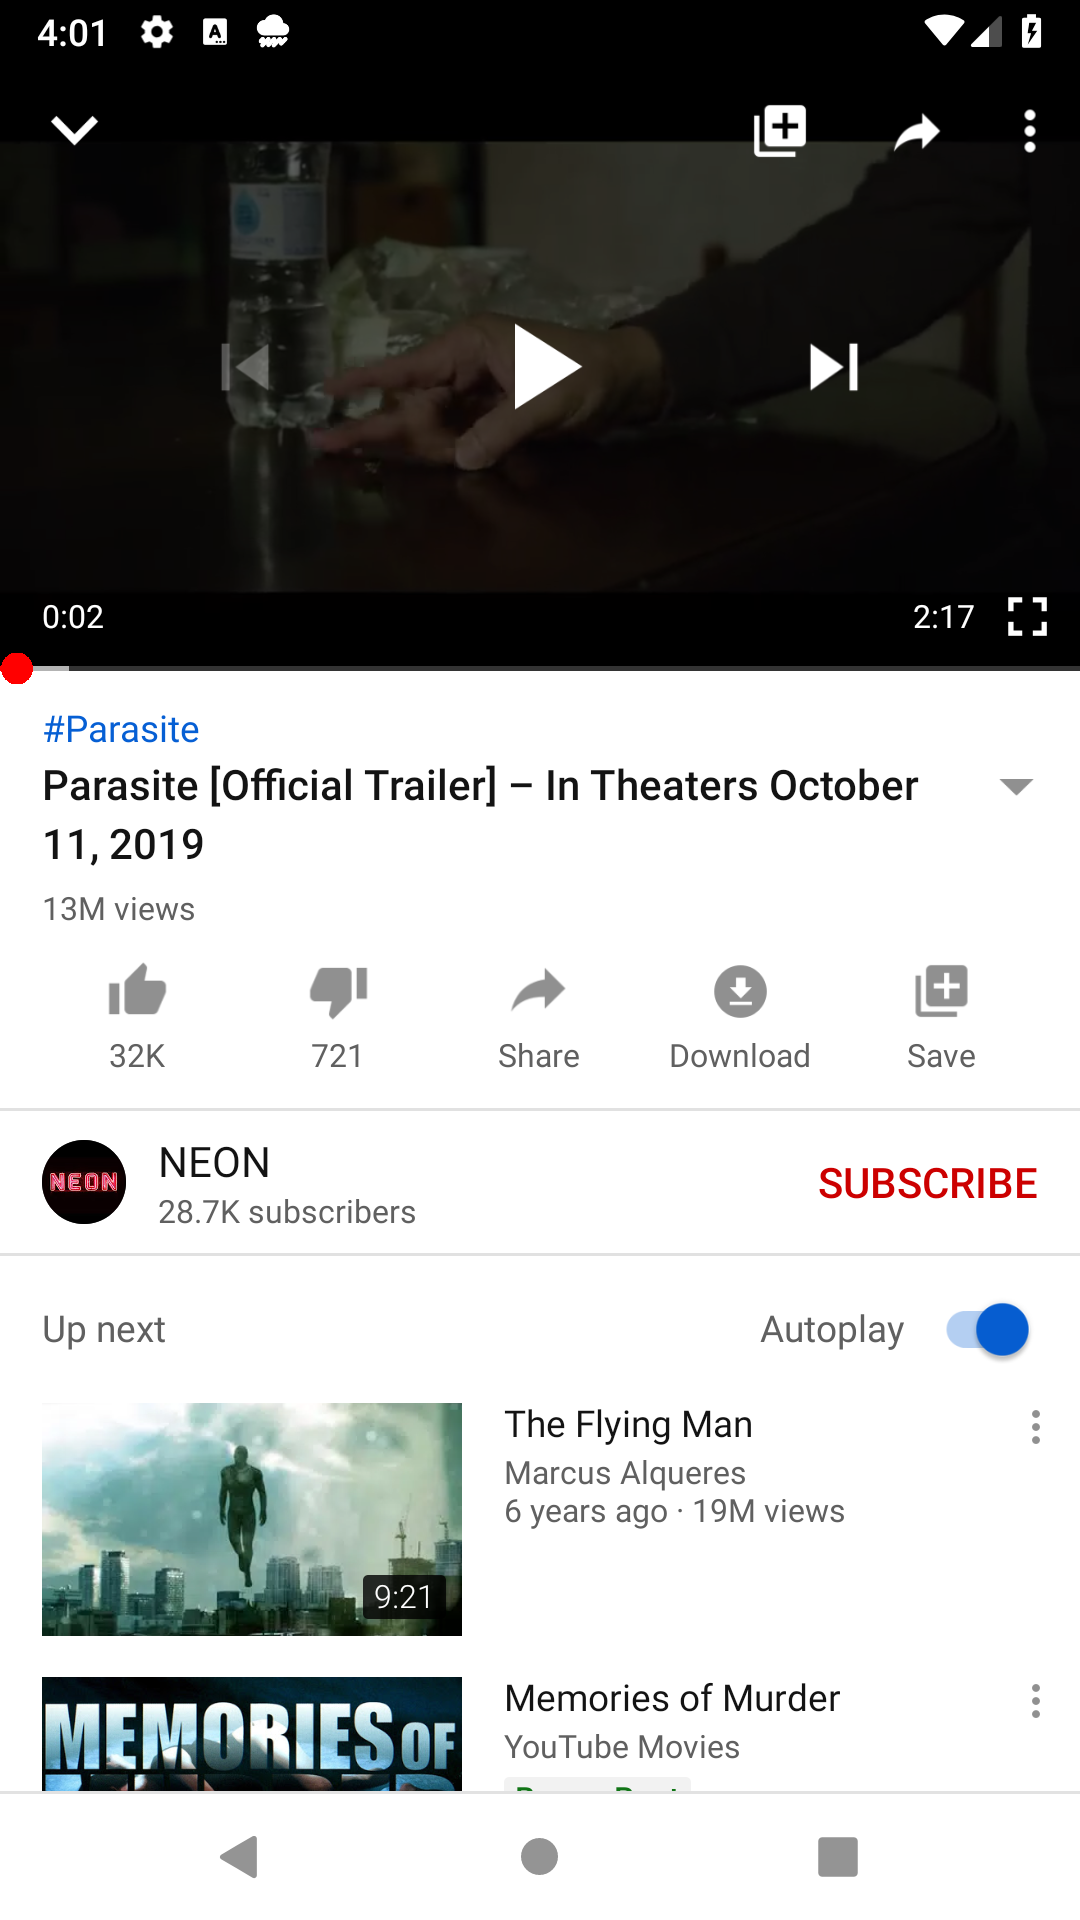 4:01
0:02
2:17
#Parasite
Parasite [Official Trailer] – In Theaters October
11, 2019
13M views
32K
721
Share
Download
Save
NEON
NEON
28.7K subscribers
SUBSCRIBE
Up next
Autoplay
The Flying Man
Marcus Alqueres
6 years ago · 19M views
9:21
MEMORIES OF
Memories of Murder
YouTube Movies